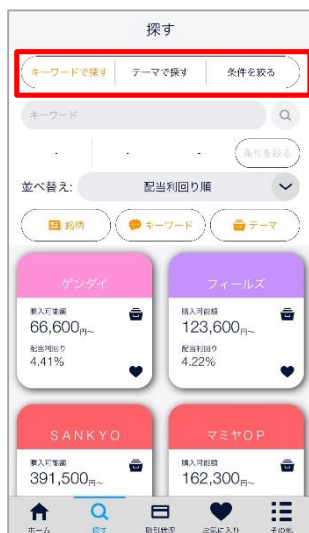 探す
キーワードで探す テーマで探す 条件を絞る
キーワード
- - - 条件を絞る
並べ替え: 配当利回り順
銘柄 キーワード テーマ
ゲンダイ フィールズ
購入可能額 購入可能額
66,600円~ 123,600円~
配当利回り 配当利回り
4.41% 4.22%
SANKYO マミヤOP
購入可能額 購入可能額
391,500円~ 162,300円~
ホーム 探す 取引状況 お気に入り その他